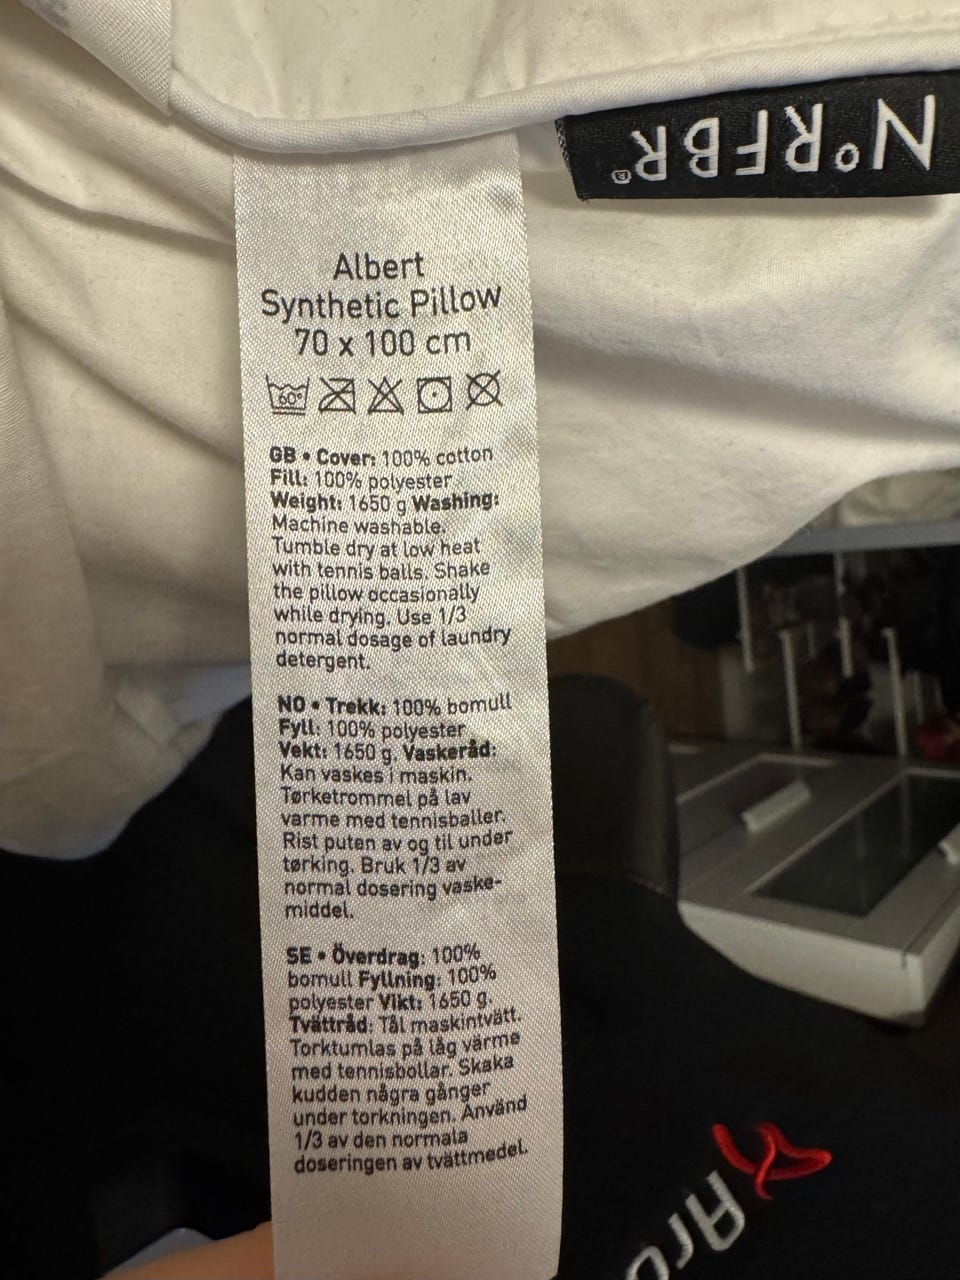 N°RFBR®
Albert
Synthetic Pillow
70 x 100 cm
60°
GB • Cover: 100% cotton
Fill: 100% polyester
Weight: 1650 g Washing:
Machine washable.
Tumble dry at low heat
with tennis balls. Shake
the pillow occasionally
while drying. Use 1/3
normal dosage of laundry
detergent.
NO • Trekk: 100% bomull
Fyll: 100% polyester
Vekt: 1650 g. Vaskeråd:
Kan vaskes i maskin.
Tørketrommel på lav
varme med tennisballer.
Rist puten av og til under
tørking. Bruk 1/3 av
normal dosering vaske-
middel.
SE • Överdrag: 100%
bomull Fyllning: 100%
polyester Vikt: 1650 g.
Tvättråd: Tål maskintvätt.
Torktumlas på låg värme
med tennisbollar. Skaka
kudden några gånger
under torkningen. Använd
1/3 av den normala
doseringen av tvättmedel.